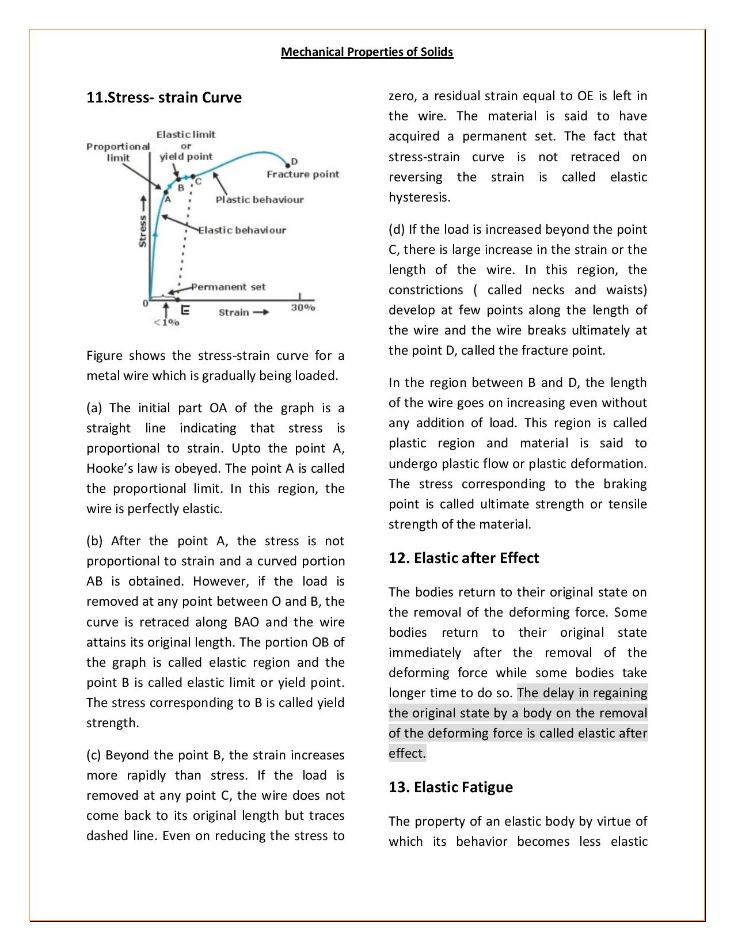 Mechanical Properties of Solids
11.Stress- strain Curve
Elastic limit
or
yield point
Proportional
limit
D
Fracture point
B
C
A
Plastic behaviour
Stress
Elastic behaviour
Permanent set
0
E
Strain
30%
<1%
Figure shows the stress-strain curve for a
metal wire which is gradually being loaded.
(a) The initial part OA of the graph is a
straight line indicating that stress is
proportional to strain. Upto the point A,
Hooke’s law is obeyed. The point A is called
the proportional limit. In this region, the
wire is perfectly elastic.
(b) After the point A, the stress is not
proportional to strain and a curved portion
AB is obtained. However, if the load is
removed at any point between O and B, the
curve is retraced along BAO and the wire
attains its original length. The portion OB of
the graph is called elastic region and the
point B is called elastic limit or yield point.
The stress corresponding to B is called yield
strength.
(c) Beyond the point B, the strain increases
more rapidly than stress. If the load is
removed at any point C, the wire does not
come back to its original length but traces
dashed line. Even on reducing the stress to
zero, a residual strain equal to OE is left in
the wire. The material is said to have
acquired a permanent set. The fact that
stress-strain curve is not retraced on
reversing the strain is called elastic
hysteresis.
(d) If the load is increased beyond the point
C, there is large increase in the strain or the
length of the wire. In this region, the
constrictions ( called necks and waists)
develop at few points along the length of
the wire and the wire breaks ultimately at
the point D, called the fracture point.
In the region between B and D, the length
of the wire goes on increasing even without
any addition of load. This region is called
plastic region and material is said to
undergo plastic flow or plastic deformation.
The stress corresponding to the braking
point is called ultimate strength or tensile
strength of the material.
12. Elastic after Effect
The bodies return to their original state on
the removal of the deforming force. Some
bodies return to their original state
immediately after the removal of the
deforming force while some bodies take
longer time to do so. The delay in regaining
the original state by a body on the removal
of the deforming force is called elastic after
effect.
13. Elastic Fatigue
The property of an elastic body by virtue of
which its behavior becomes less elastic